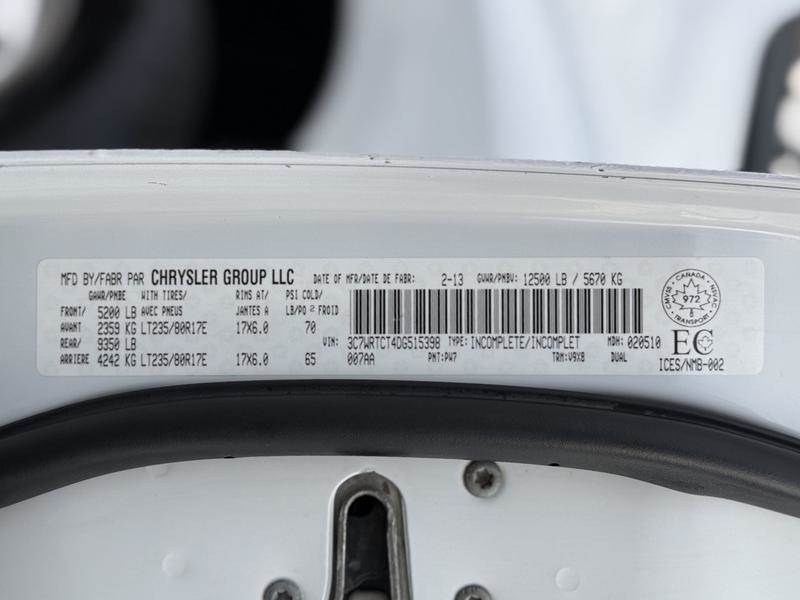 MFD BY/FABR PAR CHRYSLER GROUP LLC DATE OF MFR/DATE DE FABR: 2-13 GVWR/PNBV: 12500 LB / 5670 KG
GAWR/PNBE WITH TIRES/ RIMS AT/ PSI COLD/
FRONT/ 5200 LB AVEC PNEUS JANTES A LB/PO² FROID
AVANT 2359 KG LT235/80R17E 17X6.0 70
REAR/ 9350 LB
ARRIERE 4242 KG LT235/80R17E 17X6.0 65
VIN: 3C7WRTCT4DG515398 TYPE: INCOMPLETE/INCOMPLET MDH: 020510
007AA PNT: PW7 TRM: V9X8 DUAL
CMVSS CANADA NSVAC
972
6
TRANSPORT
EC
ICES/NMB-002